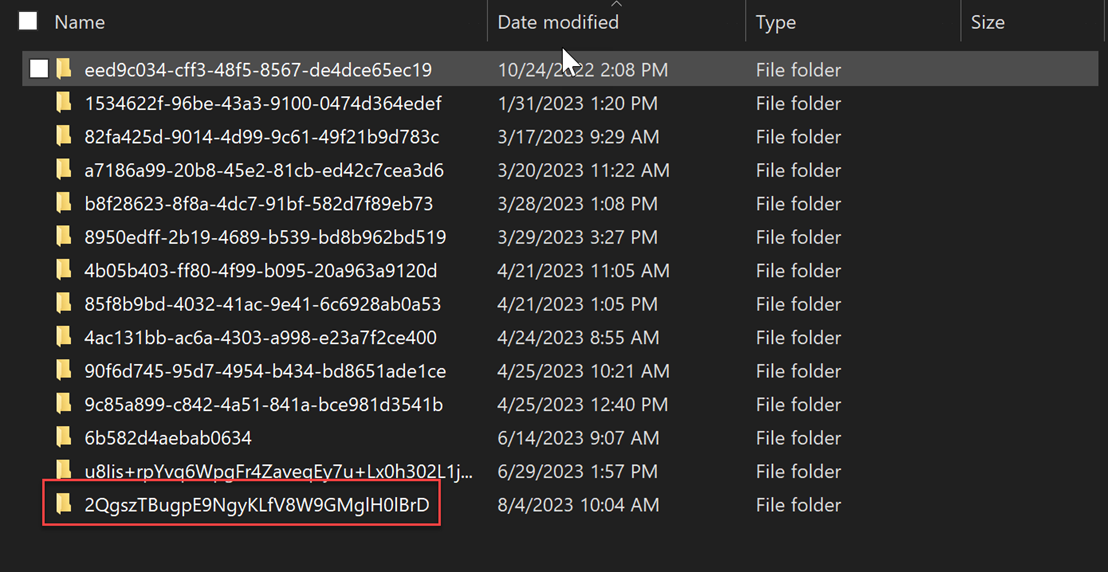 Name Date modified Type Size
eed9c034-cff3-48f5-8567-de4dce65ec19 10/24/2022 2:08 PM File folder
1534622f-96be-43a3-9100-0474d364edef 1/31/2023 1:20 PM File folder
82fa425d-9014-4d99-9c61-49f21b9d783c 3/17/2023 9:29 AM File folder
a7186a99-20b8-45e2-81cb-ed42c7cea3d6 3/20/2023 11:22 AM File folder
b8f28623-8f8a-4dc7-91bf-582d7f89eb73 3/28/2023 1:08 PM File folder
8950edff-2b19-4689-b539-bd8b962bd519 3/29/2023 3:27 PM File folder
4b05b403-ff80-4f99-b095-20a963a9120d 4/21/2023 11:05 AM File folder
85f8b9bd-4032-41ac-9e41-6c6928ab0a53 4/21/2023 1:05 PM File folder
4ac131bb-ac6a-4303-a998-e23a7f2ce400 4/24/2023 8:55 AM File folder
90f6d745-95d7-4954-b434-bd8651ade1ce 4/25/2023 10:21 AM File folder
9c85a899-c842-4a51-841a-bce981d3541b 4/25/2023 12:40 PM File folder
6b582d4aebab0634 6/14/2023 9:07 AM File folder
u8lis+rpYvq6WpgFr4ZaveqEy7u+Lx0h302L1j... 6/29/2023 1:57 PM File folder
2QgszTBugpE9NgyKLfV8W9GMglH0lBrD 8/4/2023 10:04 AM File folder